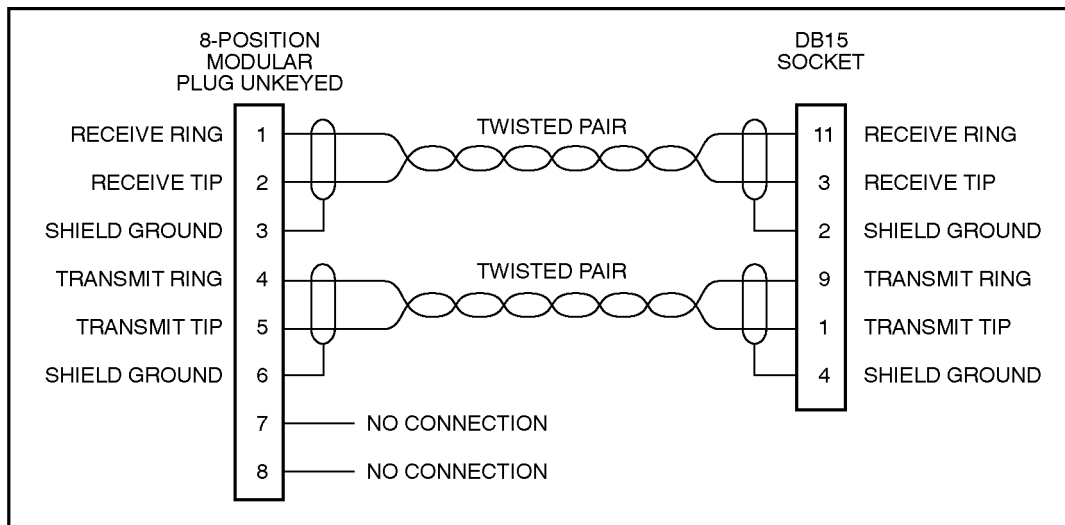 8-POSITION
MODULAR
PLUG UNKEYED
DB15
SOCKET
RECEIVE RING 1 TWISTED PAIR 11 RECEIVE RING
RECEIVE TIP 2 3 RECEIVE TIP
SHIELD GROUND 3 2 SHIELD GROUND
TRANSMIT RING 4 TWISTED PAIR 9 TRANSMIT RING
TRANSMIT TIP 5 1 TRANSMIT TIP
SHIELD GROUND 6 4 SHIELD GROUND
7 NO CONNECTION
8 NO CONNECTION